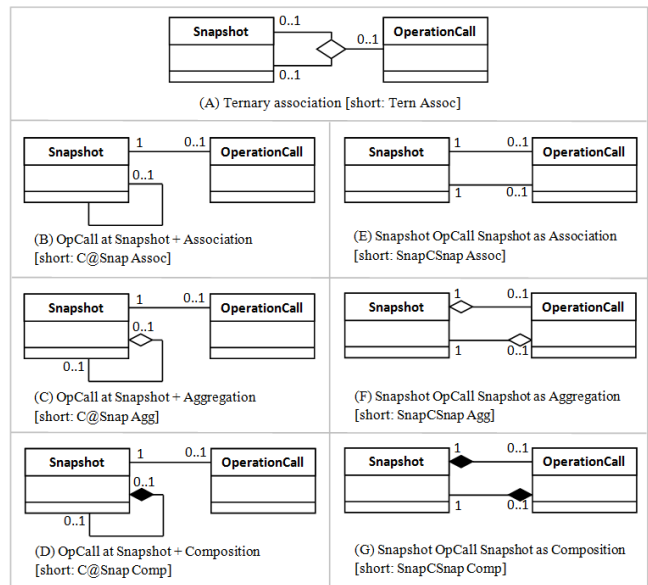 0..1
Snapshot
0..1
OperationCall
0..1
(A) Ternary association [short: Tern Assoc]
Snapshot
1
0..1
OperationCall
0..1
(B) OpCall at Snapshot + Association
[short: C@Snap Assoc]
Snapshot
1
0..1
OperationCall
1
0..1
(E) Snapshot OpCall Snapshot as Association
[short: SnapCSnap Assoc]
Snapshot
1
0..1
OperationCall
0..1
0..1
(C) OpCall at Snapshot + Aggregation
[short: C@Snap Agg]
Snapshot
1
0..1
OperationCall
1
0..1
(F) Snapshot OpCall Snapshot as Aggregation
[short: SnapCSnap Agg]
Snapshot
1
0..1
OperationCall
0..1
0..1
(D) OpCall at Snapshot + Composition
[short: C@Snap Comp]
Snapshot
1
0..1
OperationCall
1
0..1
(G) Snapshot OpCall Snapshot as Composition
[short: SnapCSnap Comp]